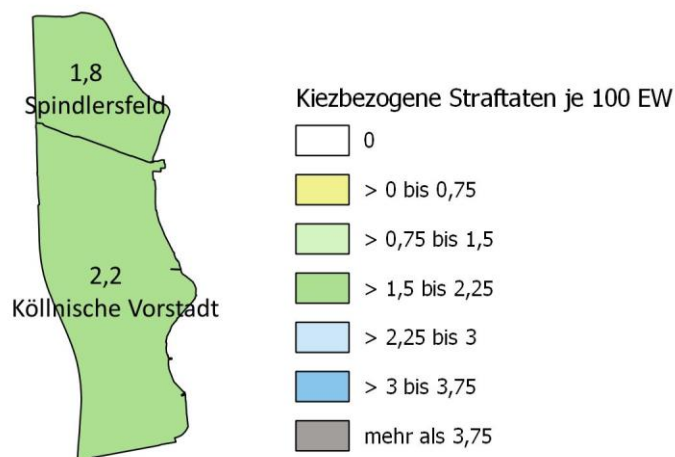 1,8
Spindlersfeld
2,2
Köllnische Vorstadt
Kiezbezogene Straftaten je 100 EW
0
> 0 bis 0,75
> 0,75 bis 1,5
> 1,5 bis 2,25
> 2,25 bis 3
> 3 bis 3,75
mehr als 3,75